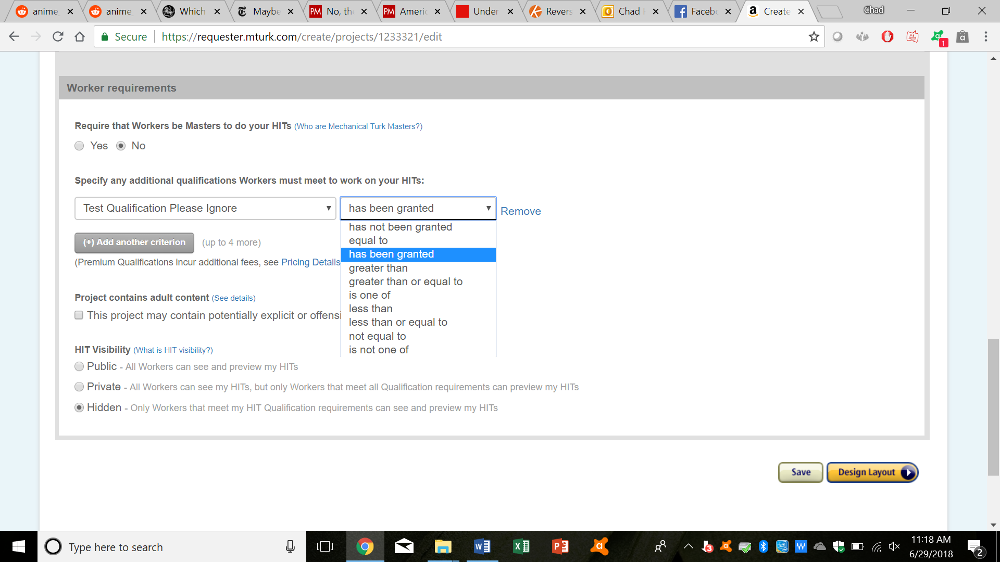 anime_
anime_
Which
Maybe
PM No, the
PM Americ
Under
Revers
Chad H
Facebo
Create
Chad
Secure
https://requester.mturk.com/create/projects/1233321/edit
1
Worker requirements
Require that Workers be Masters to do your HITs (Who are Mechanical Turk Masters?)
Yes No
Specify any additional qualifications Workers must meet to work on your HITs:
Test Qualification Please Ignore
has been granted
Remove
has not been granted
equal to
has been granted
greater than
greater than or equal to
is one of
less than
less than or equal to
not equal to
is not one of
(+) Add another criterion (up to 4 more)
(Premium Qualifications incur additional fees, see Pricing Details
Project contains adult content (See details)
This project may contain potentially explicit or offensi
HIT Visibility (What is HIT visibility?)
Public - All Workers can see and preview my HITs
Private - All Workers can see my HITs, but only Workers that meet all Qualification requirements can preview my HITs
Hidden - Only Workers that meet my HIT Qualification requirements can see and preview my HITs
Save
Design Layout
Type here to search
3
11:18 AM
6/29/2018
2